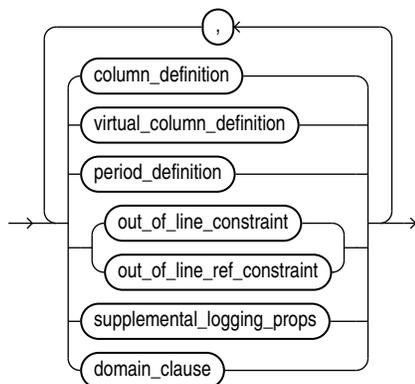 ,
column_definition
virtual_column_definition
period_definition
out_of_line_constraint
out_of_line_ref_constraint
supplemental_logging_props
domain_clause